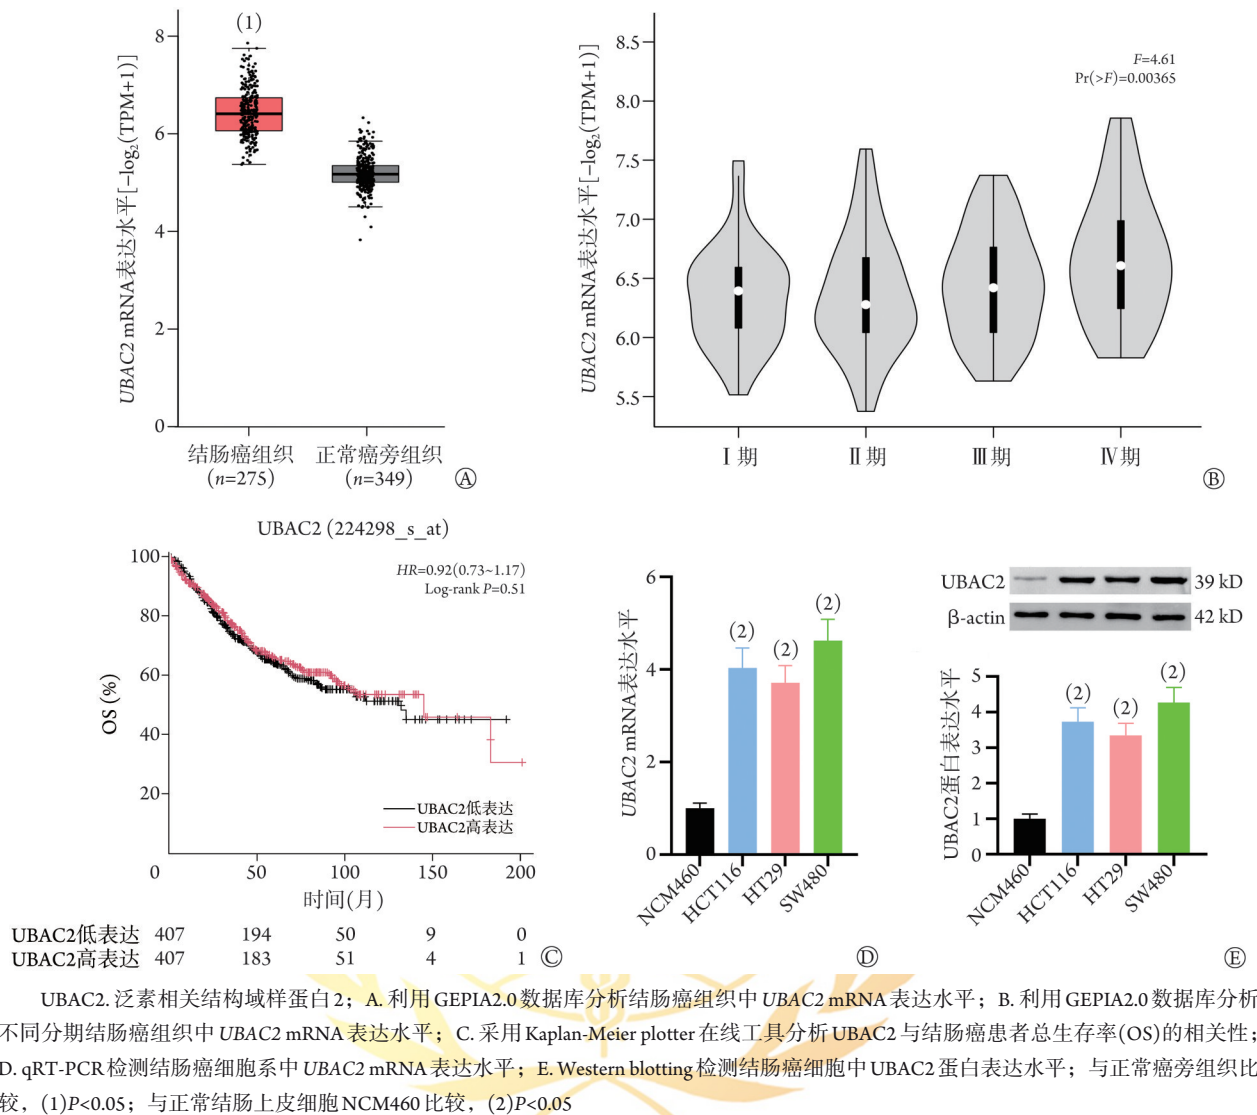 (1)
8
6
4
2
0
UBAC2 mRNA表达水平[−log₂(TPM+1)]
结肠癌组织 正常癌旁组织
(n=275) (n=349)
Ⓐ
8.5
8.0
7.5
7.0
6.5
6.0
5.5
UBAC2 mRNA表达水平[−log₂(TPM+1)]
F=4.61
Pr(>F)=0.00365
Ⅰ期 Ⅱ期 Ⅲ期 Ⅳ期
Ⓑ
UBAC2 (224298_s_at)
100
80
60
40
20
OS (%)
HR=0.92(0.73~1.17)
Log-rank P=0.51
UBAC2低表达
UBAC2高表达
0 50 100 150 200
时间(月)
UBAC2低表达 407 194 50 9 0
UBAC2高表达 407 183 51 4 1
Ⓒ
6
4
2
0
UBAC2 mRNA表达水平
(2) (2) (2)
NCM460 HCT116 HT29 SW480
Ⓓ
UBAC2 39 kD
β-actin 42 kD
5
4
3
2
1
0
UBAC2蛋白表达水平
(2) (2) (2)
NCM460 HCT116 HT29 SW480
Ⓔ
UBAC2. 泛素相关结构域样蛋白2；A. 利用GEPIA2.0数据库分析结肠癌组织中UBAC2 mRNA表达水平；B. 利用GEPIA2.0数据库分析
不同分期结肠癌组织中UBAC2 mRNA表达水平；C. 采用Kaplan-Meier plotter在线工具分析UBAC2与结肠癌患者总生存率(OS)的相关性；
D. qRT-PCR检测结肠癌细胞系中UBAC2 mRNA表达水平；E. Western blotting检测结肠癌细胞中UBAC2蛋白表达水平；与正常癌旁组织比
较，(1)P<0.05；与正常结肠上皮细胞NCM460比较，(2)P<0.05